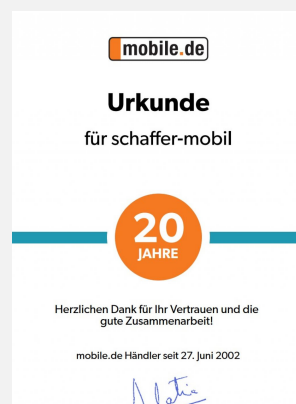 mobile.de
Urkunde
für schaffer-mobil
20
JAHRE
Herzlichen Dank für Ihr Vertrauen und die
gute Zusammenarbeit!
mobile.de Händler seit 27. Juni 2002